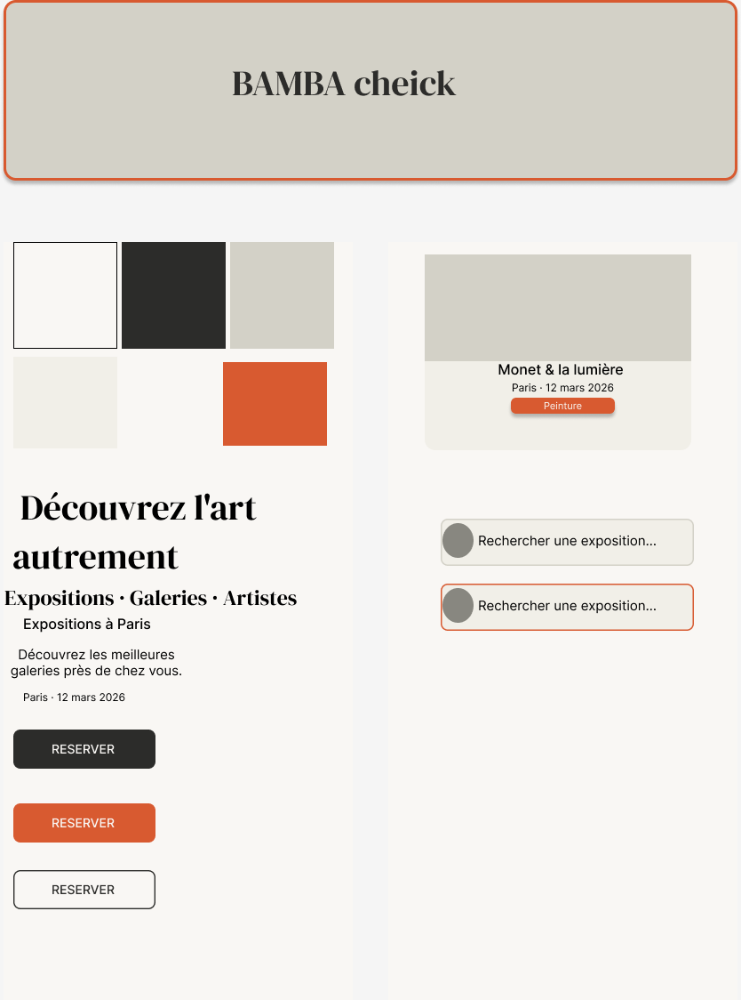 BAMBA cheick
Découvrez l'art
autrement
Expositions · Galeries · Artistes
Expositions à Paris
Découvrez les meilleures
galeries près de chez vous.
Paris · 12 mars 2026
RESERVER
RESERVER
RESERVER
Monet & la lumière
Paris · 12 mars 2026
Peinture
Rechercher une exposition...
Rechercher une exposition...